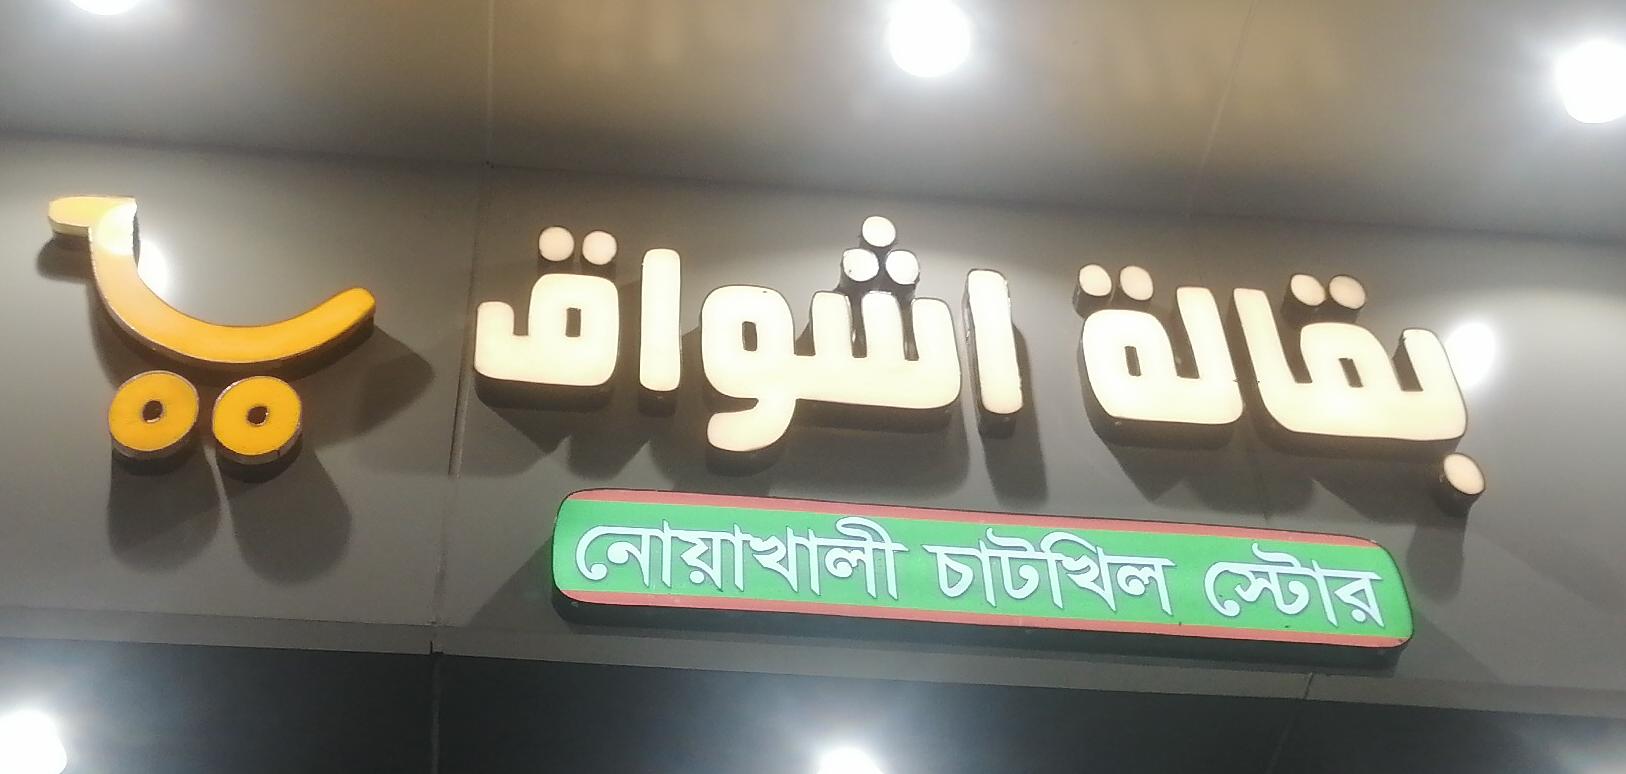 بقالة اشواق
নোয়াখালী চাটখিল স্টোর